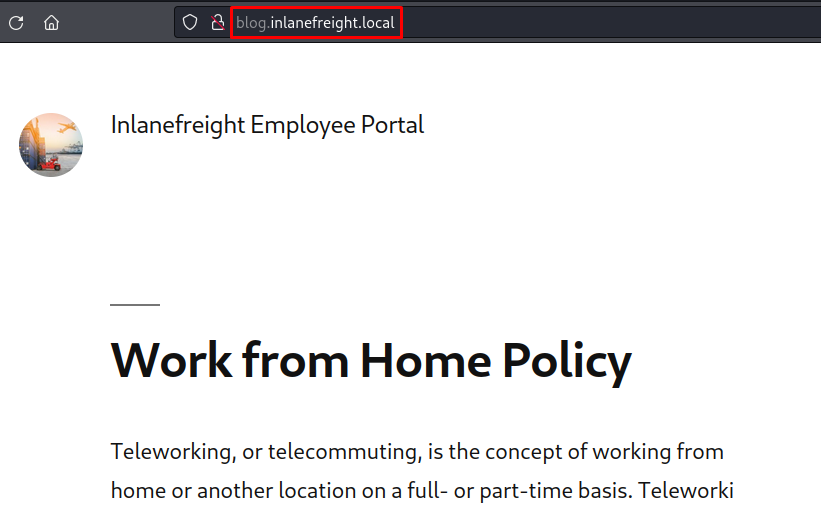 blog.inlanefreight.local
Inlanefreight Employee Portal
Work from Home Policy
Teleworking, or telecommuting, is the concept of working from
home or another location on a full- or part-time basis. Teleworki